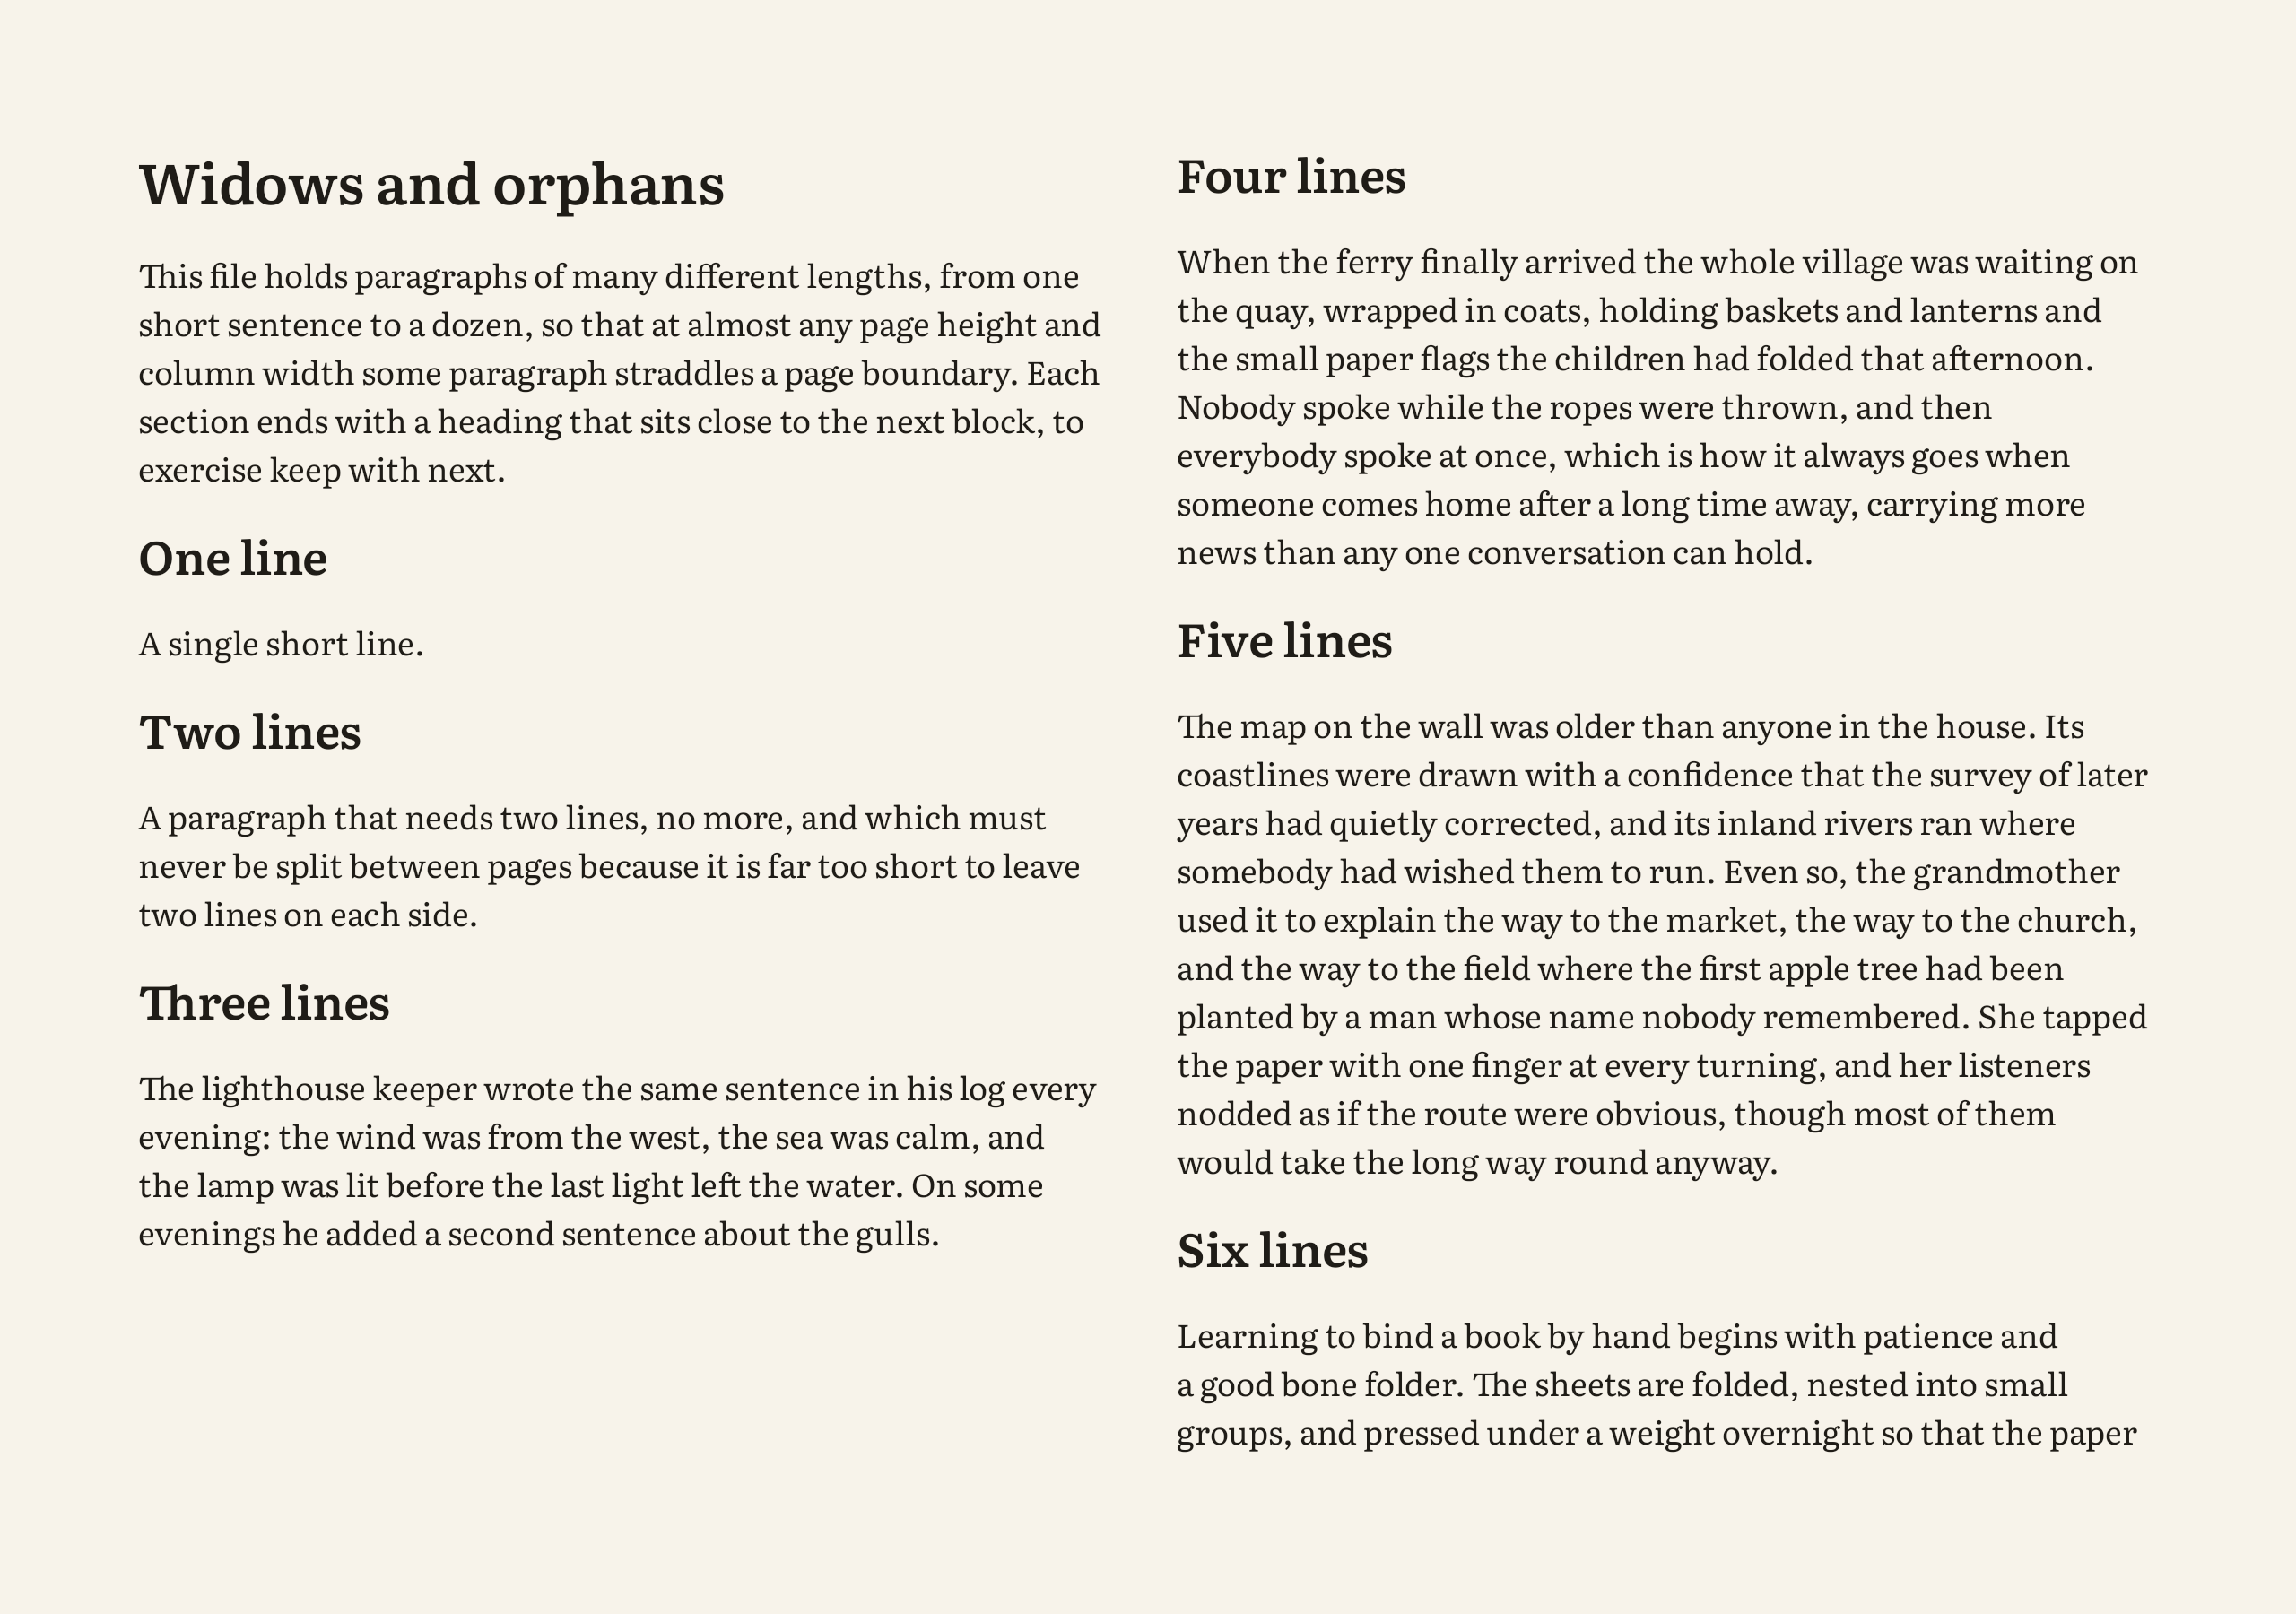 Widows and orphans
This file holds paragraphs of many different lengths, from one
short sentence to a dozen, so that at almost any page height and
column width some paragraph straddles a page boundary. Each
section ends with a heading that sits close to the next block, to
exercise keep with next.
One line
A single short line.
Two lines
A paragraph that needs two lines, no more, and which must
never be split between pages because it is far too short to leave
two lines on each side.
Three lines
The lighthouse keeper wrote the same sentence in his log every
evening: the wind was from the west, the sea was calm, and
the lamp was lit before the last light left the water. On some
evenings he added a second sentence about the gulls.
Four lines
When the ferry finally arrived the whole village was waiting on
the quay, wrapped in coats, holding baskets and lanterns and
the small paper flags the children had folded that afternoon.
Nobody spoke while the ropes were thrown, and then
everybody spoke at once, which is how it always goes when
someone comes home after a long time away, carrying more
news than any one conversation can hold.
Five lines
The map on the wall was older than anyone in the house. Its
coastlines were drawn with a confidence that the survey of later
years had quietly corrected, and its inland rivers ran where
somebody had wished them to run. Even so, the grandmother
used it to explain the way to the market, the way to the church,
and the way to the field where the first apple tree had been
planted by a man whose name nobody remembered. She tapped
the paper with one finger at every turning, and her listeners
nodded as if the route were obvious, though most of them
would take the long way round anyway.
Six lines
Learning to bind a book by hand begins with patience and
a good bone folder. The sheets are folded, nested into small
groups, and pressed under a weight overnight so that the paper